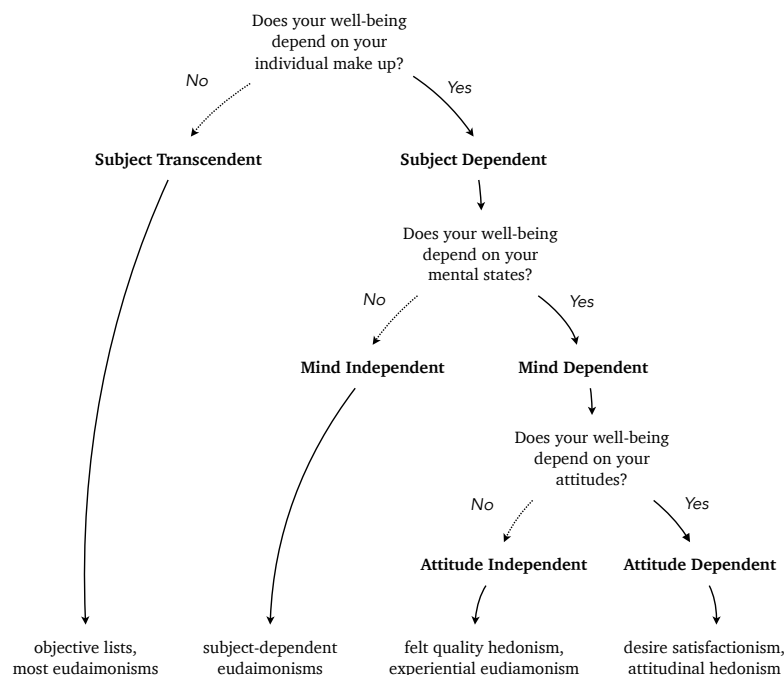 Does your well-being
depend on your
individual make up?
No
Yes
Subject Transcendent
Subject Dependent
Does your well-being
depend on your
mental states?
No
Yes
Mind Independent
Mind Dependent
Does your well-being
depend on your
attitudes?
No
Yes
Attitude Independent
Attitude Dependent
objective lists,
most eudaimonisms
subject-dependent
eudaimonisms
felt quality hedonism,
experiential eudiamonism
desire satisfactionism,
attitudinal hedonism